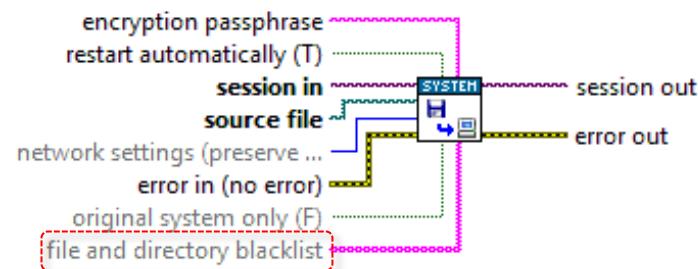 encryption passphrase
restart automatically (T)
session in
SYSTEM
session out
source file
error out
network settings (preserve ...
error in (no error)
original system only (F)
file and directory blacklist